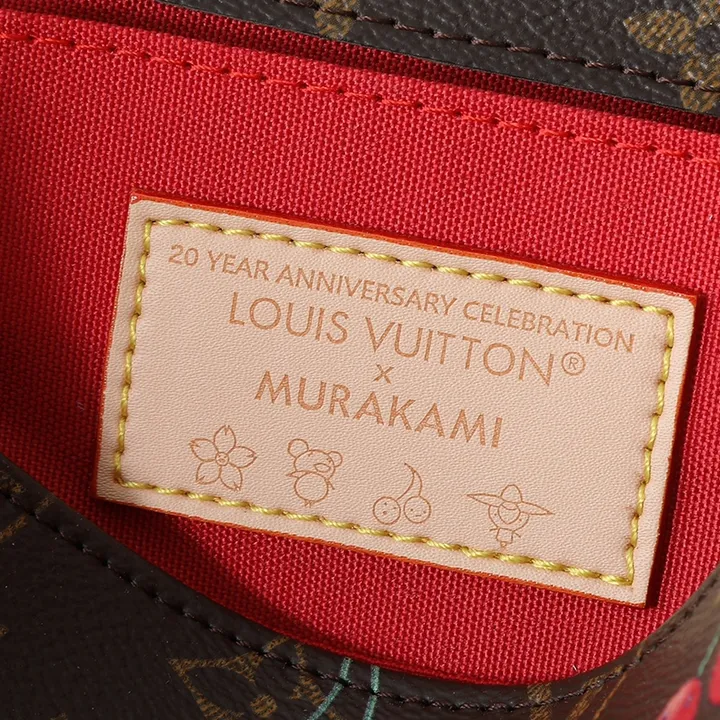 20 YEAR ANNIVERSARY CELEBRATION
LOUIS VUITTON®
x
MURAKAMI